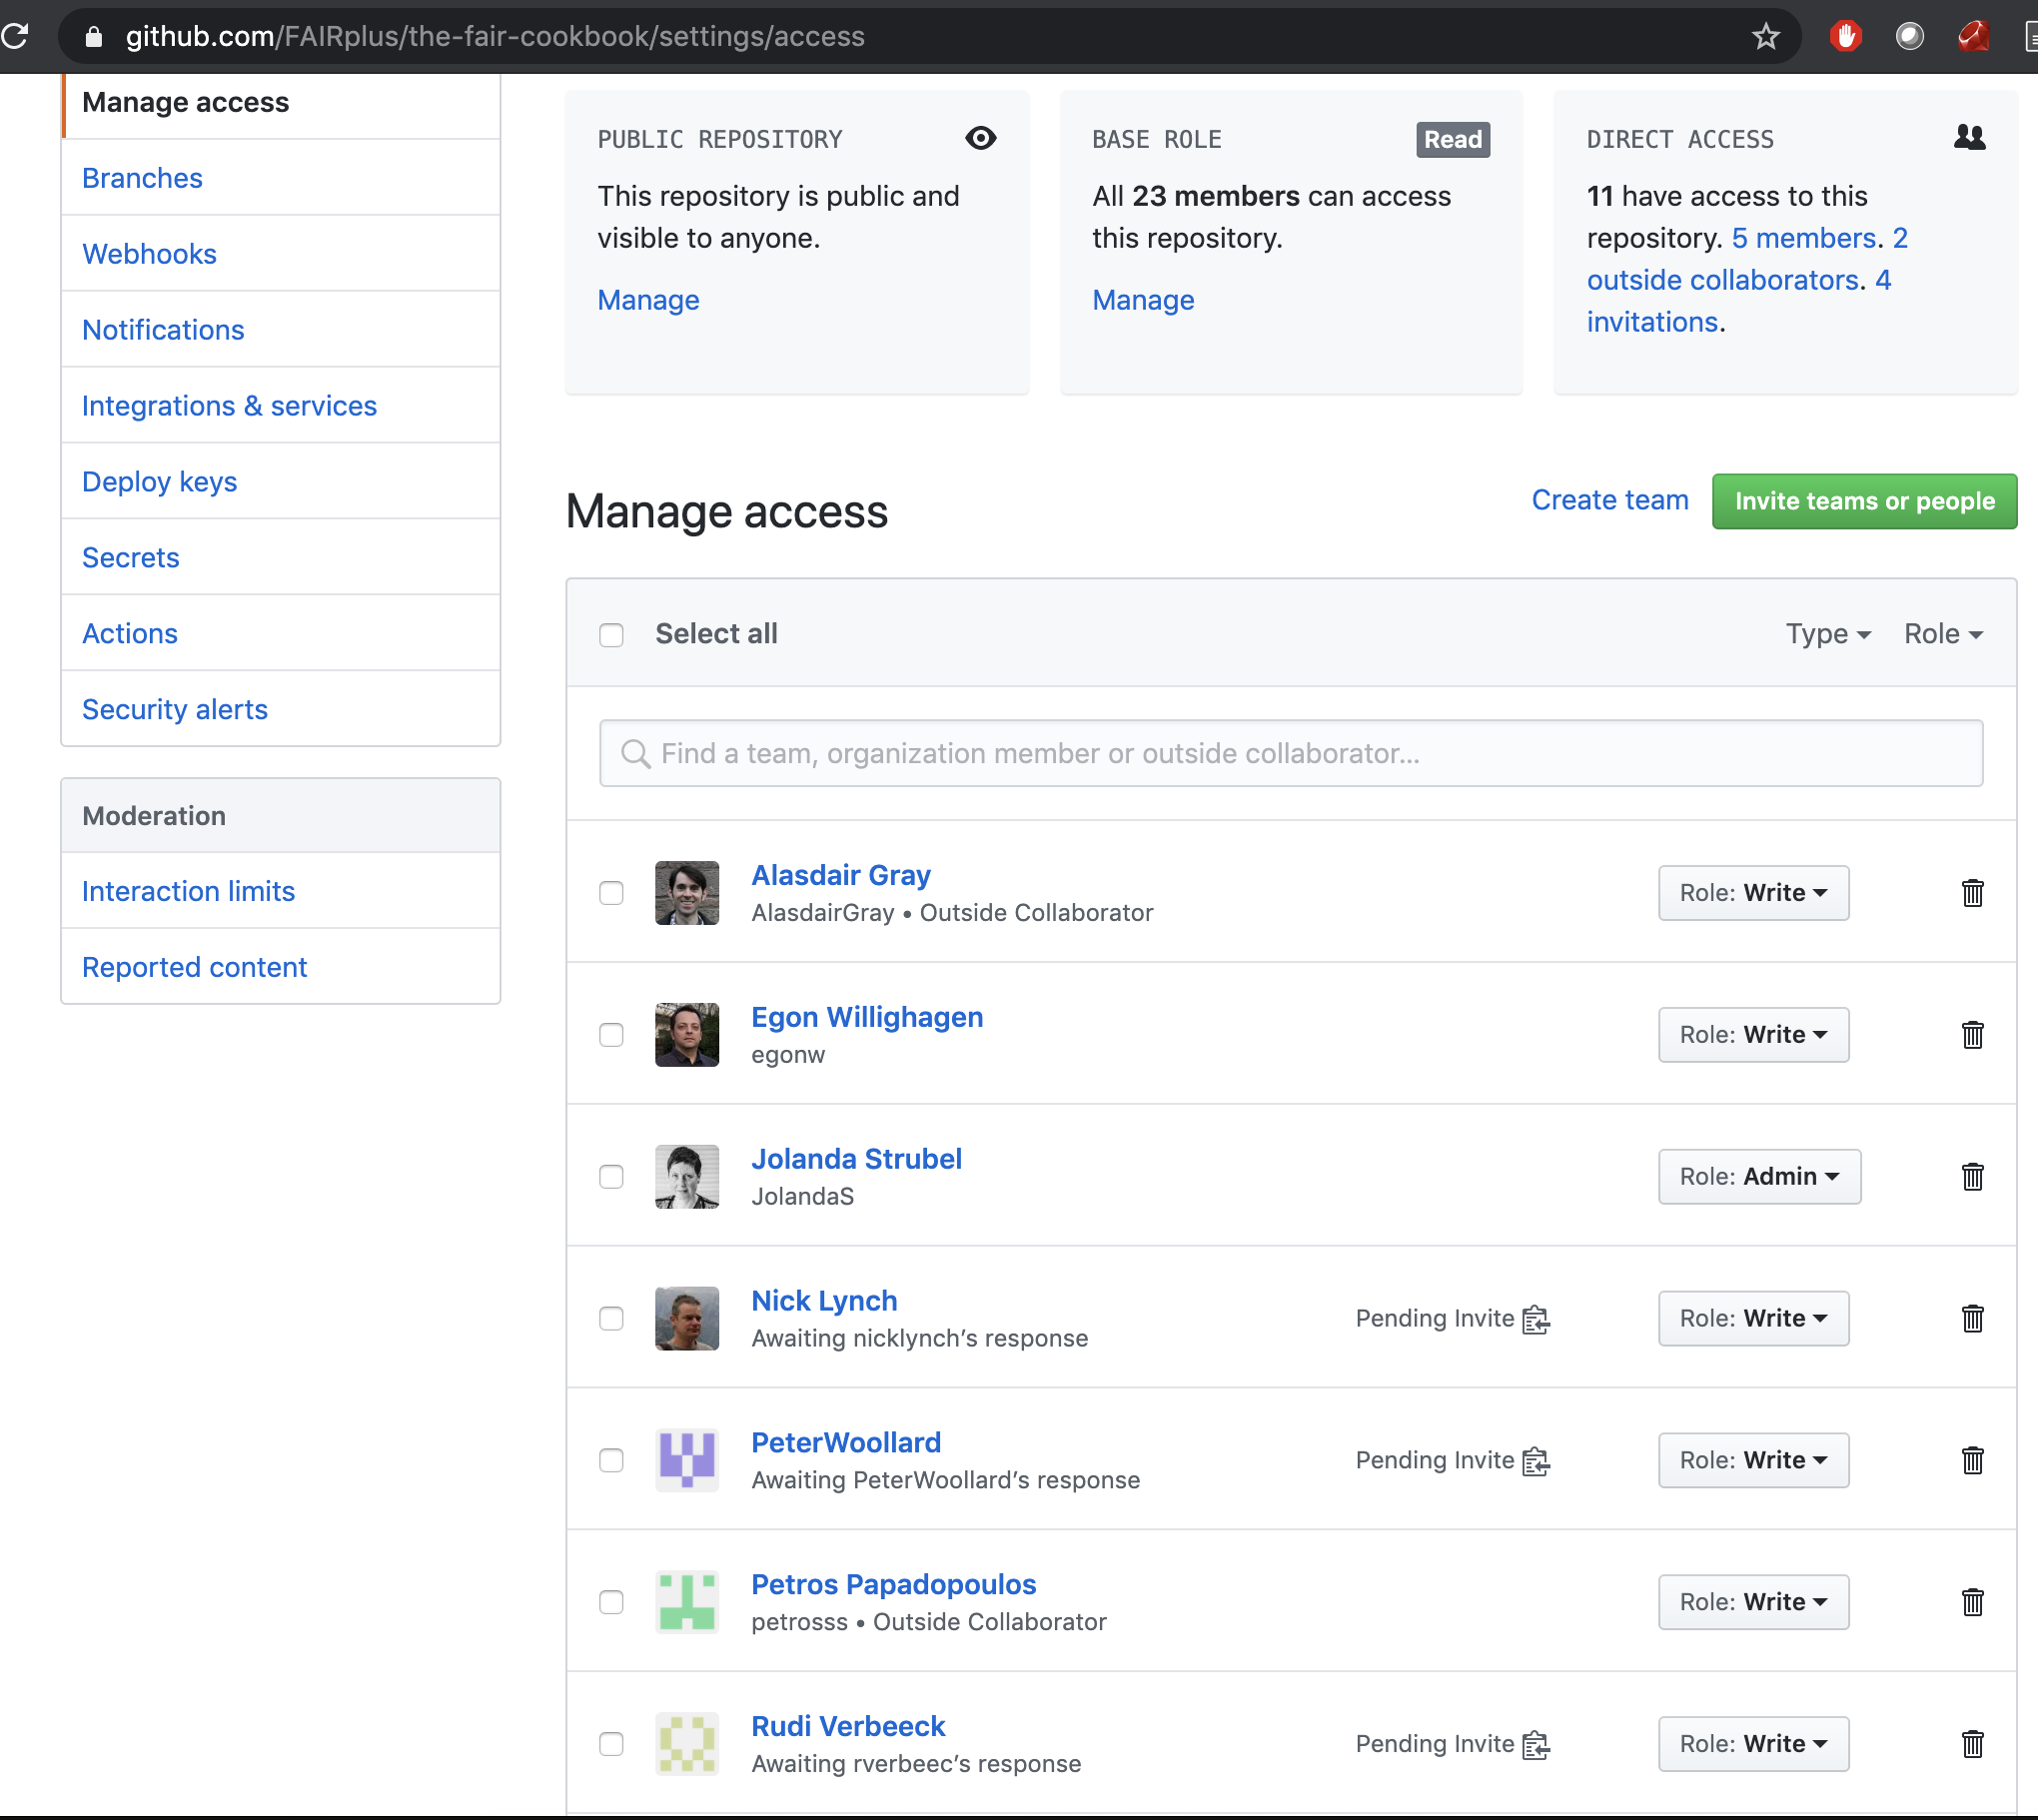 github.com/FAIRplus/the-fair-cookbook/settings/access
Manage access
Branches
Webhooks
Notifications
Integrations & services
Deploy keys
Secrets
Actions
Security alerts
Moderation
Interaction limits
Reported content
PUBLIC REPOSITORY
This repository is public and
visible to anyone.
Manage
BASE ROLE Read
All 23 members can access
this repository.
Manage
DIRECT ACCESS
11 have access to this
repository. 5 members. 2
outside collaborators. 4
invitations.
Manage access
Create team Invite teams or people
Select all Type Role
Find a team, organization member or outside collaborator...
Alasdair Gray
AlasdairGray • Outside Collaborator
Role: Write
Egon Willighagen
egonw
Role: Write
Jolanda Strubel
JolandaS
Role: Admin
Nick Lynch
Awaiting nicklynch’s response
Pending Invite Role: Write
PeterWoollard
Awaiting PeterWoollard’s response
Pending Invite Role: Write
Petros Papadopoulos
petrosss • Outside Collaborator
Role: Write
Rudi Verbeeck
Awaiting rverbeec’s response
Pending Invite Role: Write